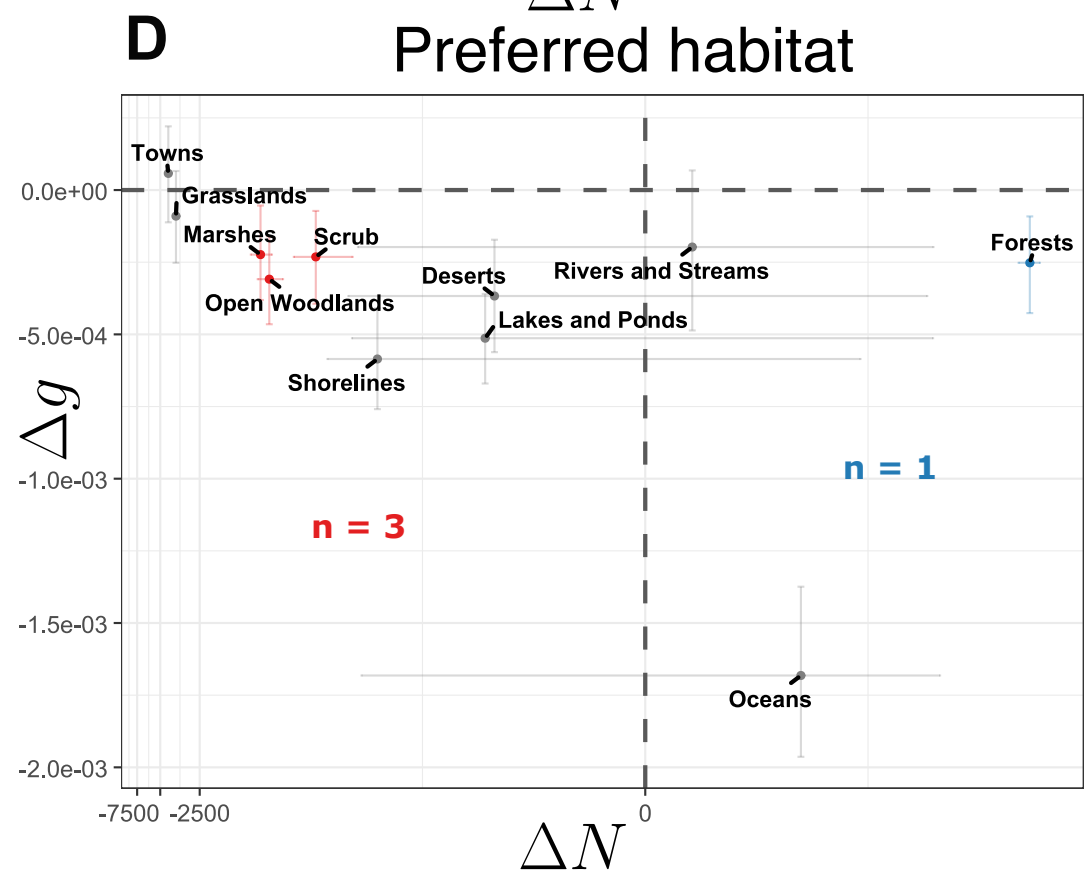 ΔN
D
Preferred habitat
Towns
0.0e+00
Grasslands
Marshes
Scrub
Forests
Deserts
Rivers and Streams
Open Woodlands
Lakes and Ponds
-5.0e-04
Shorelines
Δg
n = 1
-1.0e-03
n = 3
-1.5e-03
Oceans
-2.0e-03
-7500 -2500 0
ΔN